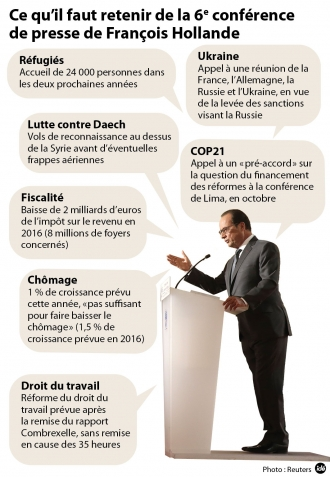 Ce qu'il faut retenir de la 6e conférence
de presse de François Hollande
Réfugiés
Accueil de 24 000 personnes dans
les deux prochaines années
Ukraine
Appel à une réunion de la
France, l'Allemagne, la
Russie et l'Ukraine, en
vue de la levée des sanctions
visant la Russie
Lutte contre Daech
Vols de reconnaissance au dessus
de la Syrie avant d'éventuelles
frappes aériennes
COP21
Appel à un «pré-accord» sur
la question du financement
des réformes à la conférence
de Lima, en octobre
Fiscalité
Baisse de 2 milliards d'euros
de l'impôt sur le revenu en
2016 (8 millions de foyers
concernés)
Chômage
1 % de croissance prévu
cette année, «pas suffisant
pour faire baisser le
chômage» (1,5 % de
croissance prévue en 2016)
Droit du travail
Réforme du droit du
travail prévue après
la remise du rapport
Combrexelle, sans remise
en cause des 35 heures
Photo : Reuters idé